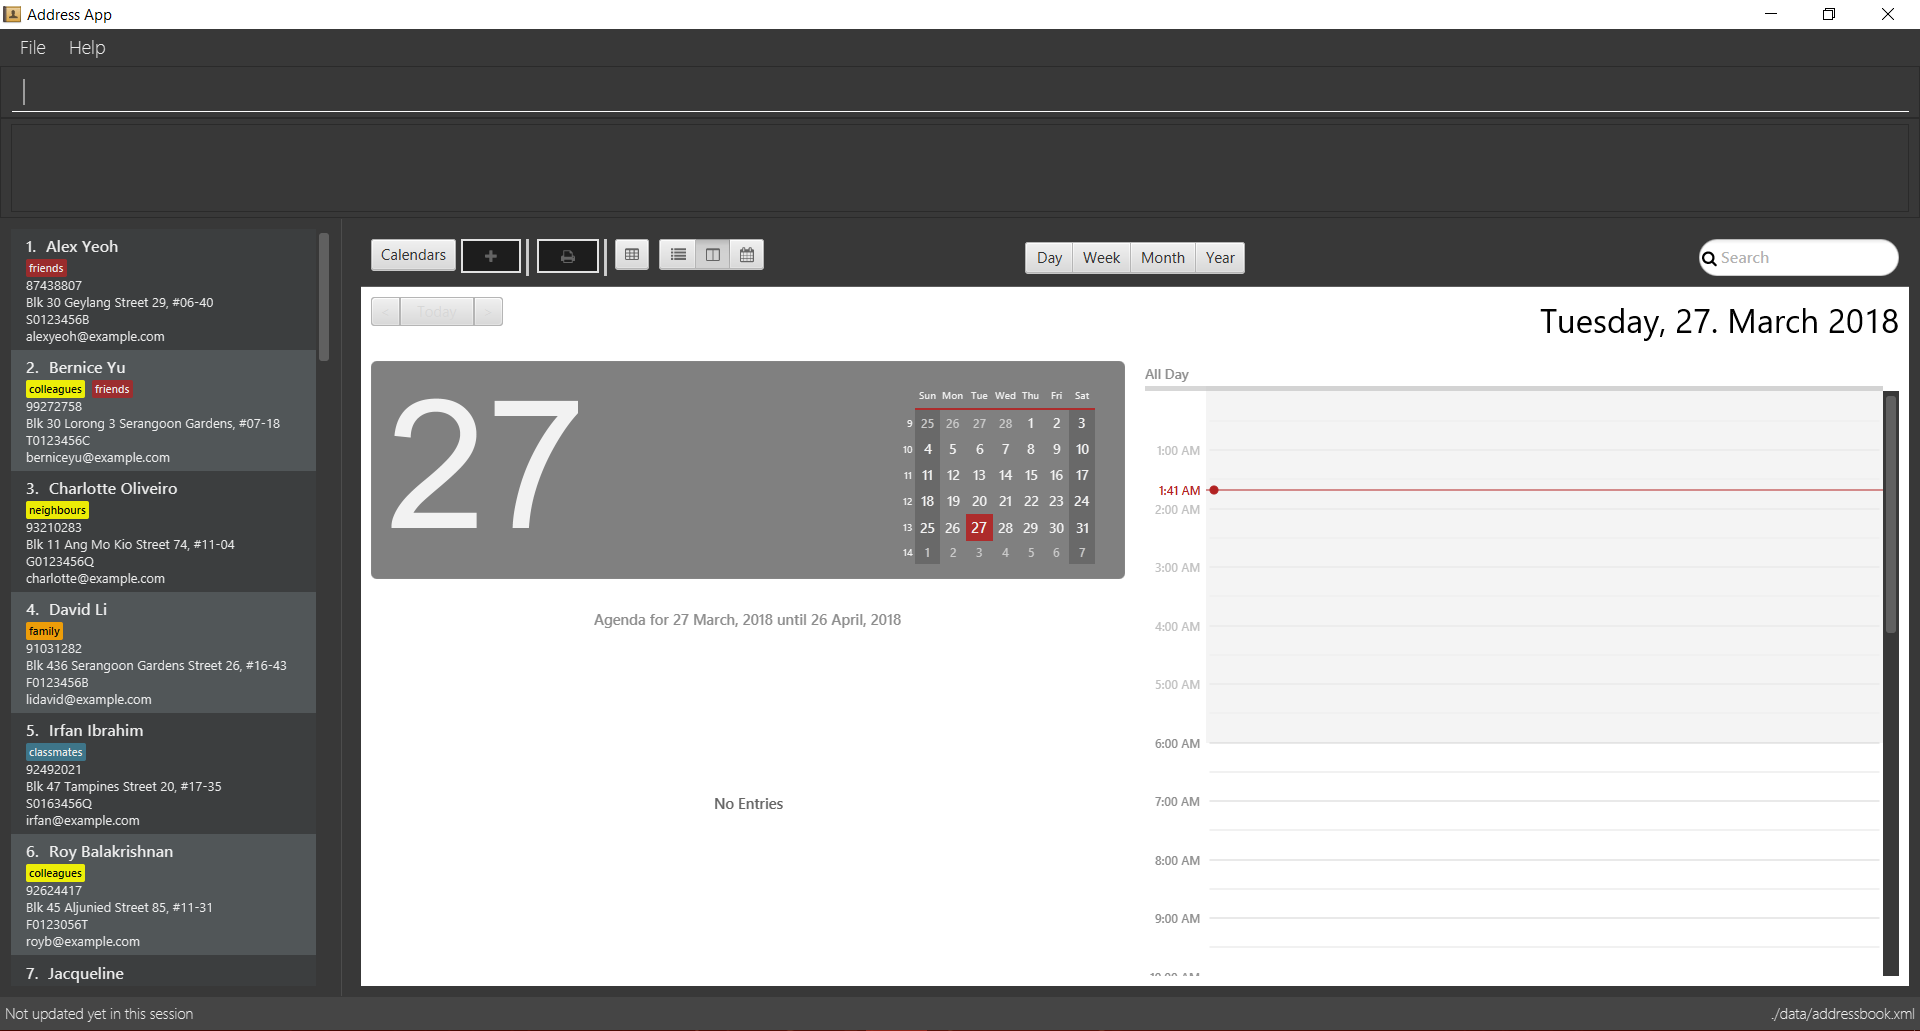 Address App
File Help
1. Alex Yeoh
friends
87438807
Blk 30 Geylang Street 29, #06-40
S0123456B
alexyeoh@example.com
2. Bernice Yu
colleagues friends
99272758
Blk 30 Lorong 3 Serangoon Gardens, #07-18
T0123456C
berniceyu@example.com
3. Charlotte Oliveiro
neighbours
93210283
Blk 11 Ang Mo Kio Street 74, #11-04
G0123456Q
charlotte@example.com
4. David Li
family
91031282
Blk 436 Serangoon Gardens Street 26, #16-43
F0123456B
lidavid@example.com
5. Irfan Ibrahim
classmates
92492021
Blk 47 Tampines Street 20, #17-35
S0163456Q
irfan@example.com
6. Roy Balakrishnan
colleagues
92624417
Blk 45 Aljunied Street 85, #11-31
F0123056T
royb@example.com
7. Jacqueline
Calendars
Day Week Month Year
Search
< Today >
Tuesday, 27. March 2018
27
Sun Mon Tue Wed Thu Fri Sat
9 25 26 27 28 1 2 3
10 4 5 6 7 8 9 10
11 11 12 13 14 15 16 17
12 18 19 20 21 22 23 24
13 25 26 27 28 29 30 31
14 1 2 3 4 5 6 7
Agenda for 27 March, 2018 until 26 April, 2018
No Entries
All Day
1:00 AM
1:41 AM
2:00 AM
3:00 AM
4:00 AM
5:00 AM
6:00 AM
7:00 AM
8:00 AM
9:00 AM
10:00 AM
Not updated yet in this session
./data/addressbook.xml